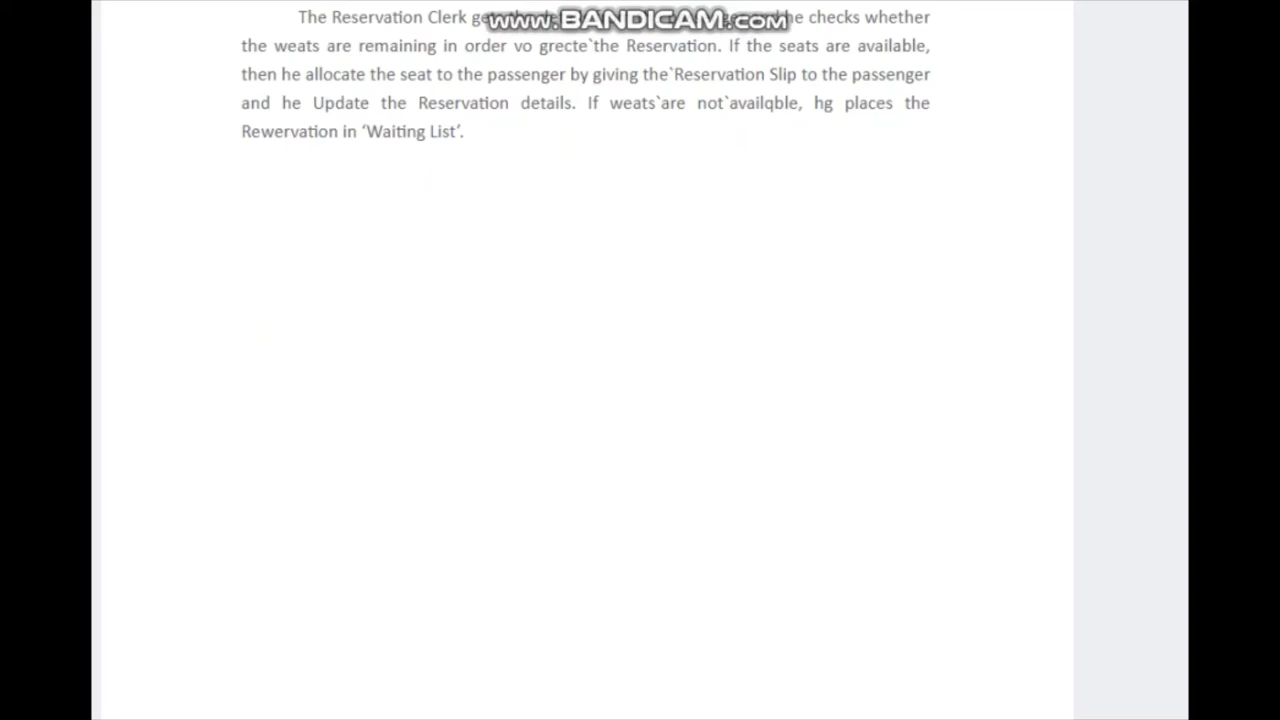 The Reservation Clerk www.BANDICAM.com he checks whether
the weats are remaining in order vo grecte`the Reservation. If the seats are available,
then he allocate the seat to the passenger by giving the`Reservation Slip to the passenger
and he Update the Reservation details. If weats`are not`availqble, hg places the
Rewervation in ‘Waiting List’.